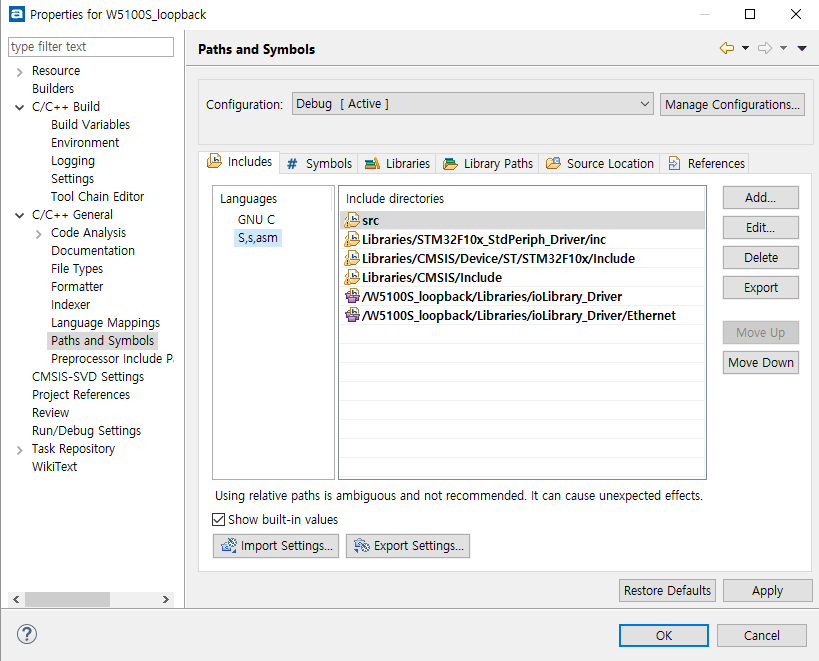 Properties for W5100S_loopback
type filter text
Resource
Builders
C/C++ Build
Build Variables
Environment
Logging
Settings
Tool Chain Editor
C/C++ General
Code Analysis
Documentation
File Types
Formatter
Indexer
Language Mappings
Paths and Symbols
Preprocessor Include P
CMSIS-SVD Settings
Project References
Review
Run/Debug Settings
Task Repository
WikiText
Paths and Symbols
Configuration: Debug [ Active ] Manage Configurations...
Includes # Symbols Libraries Library Paths Source Location References
Languages
GNU C
S,s,asm
Include directories
src
Libraries/STM32F10x_StdPeriph_Driver/inc
Libraries/CMSIS/Device/ST/STM32F10x/Include
Libraries/CMSIS/Include
/W5100S_loopback/Libraries/ioLibrary_Driver
/W5100S_loopback/Libraries/ioLibrary_Driver/Ethernet
Add...
Edit...
Delete
Export
Move Up
Move Down
Using relative paths is ambiguous and not recommended. It can cause unexpected effects.
Show built-in values
Import Settings... Export Settings...
Restore Defaults Apply
? OK Cancel